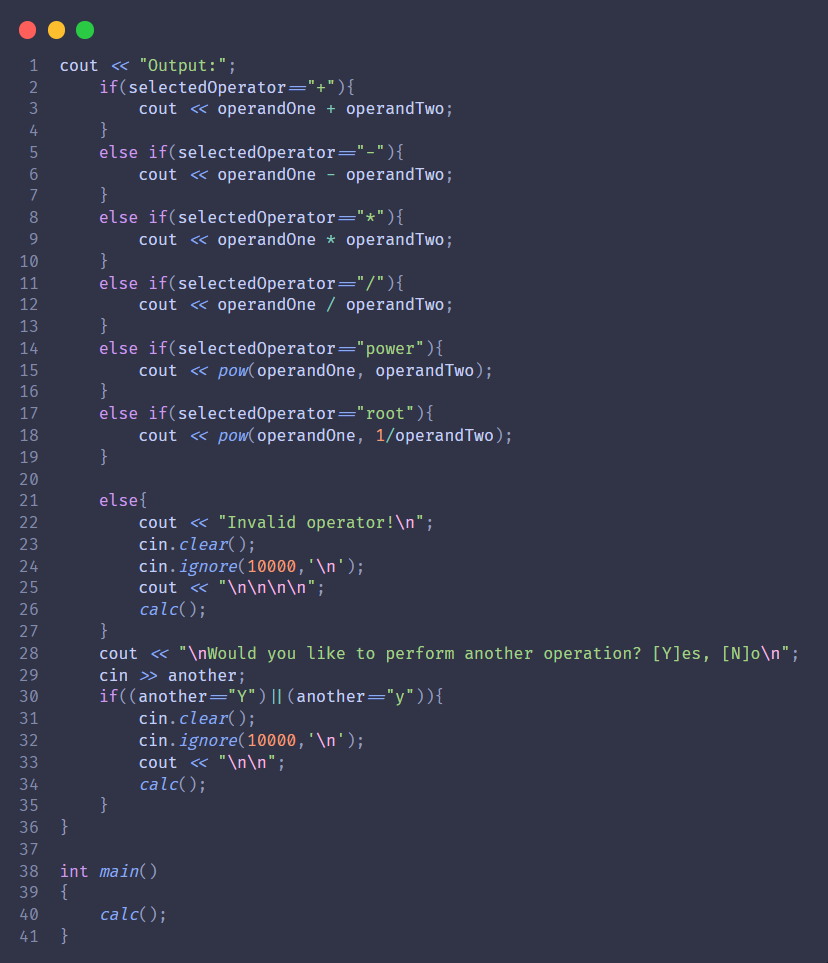 1 cout << "Output:";
2     if(selectedOperator=="+"){
3         cout << operandOne + operandTwo;
4     }
5     else if(selectedOperator=="-"){
6         cout << operandOne - operandTwo;
7     }
8     else if(selectedOperator=="*"){
9         cout << operandOne * operandTwo;
10     }
11     else if(selectedOperator=="/"){
12         cout << operandOne / operandTwo;
13     }
14     else if(selectedOperator=="power"){
15         cout << pow(operandOne, operandTwo);
16     }
17     else if(selectedOperator=="root"){
18         cout << pow(operandOne, 1/operandTwo);
19     }
20
21     else{
22         cout << "Invalid operator!\n";
23         cin.clear();
24         cin.ignore(10000,'\n');
25         cout << "\n\n\n\n";
26         calc();
27     }
28     cout << "\nWould you like to perform another operation? [Y]es, [N]o\n";
29     cin >> another;
30     if((another=="Y")||(another=="y")){
31         cin.clear();
32         cin.ignore(10000,'\n');
33         cout << "\n\n";
34         calc();
35     }
36 }
37
38 int main()
39 {
40     calc();
41 }